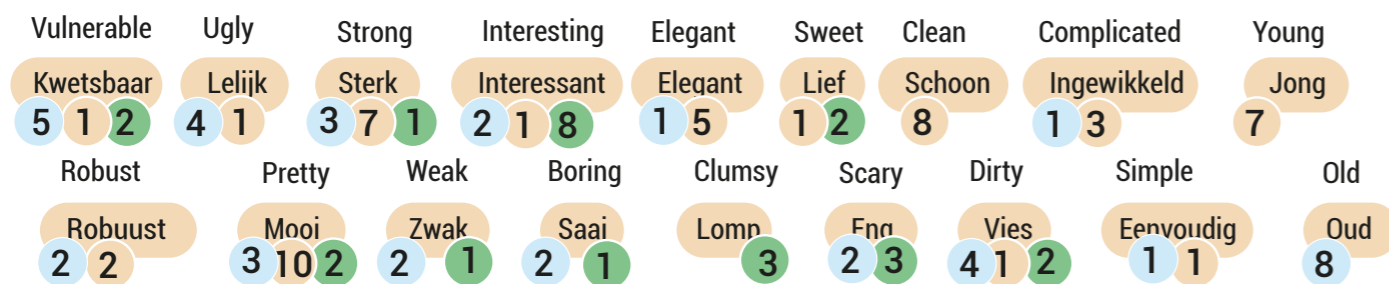 Vulnerable Ugly Strong Interesting Elegant Sweet Clean Complicated Young
Kwetsbaar Lelijk Sterk Interessant Elegant Lief Schoon Ingewikkeld Jong
5 1 2 4 1 3 7 1 2 1 8 1 5 1 2 8 1 3 7
Robust Pretty Weak Boring Clumsy Scary Dirty Simple Old
Robuust Mooi Zwak Saai Lomp Eng Vies Eenvoudig Oud
2 2 3 10 2 2 1 2 1 3 2 3 4 1 2 1 1 8